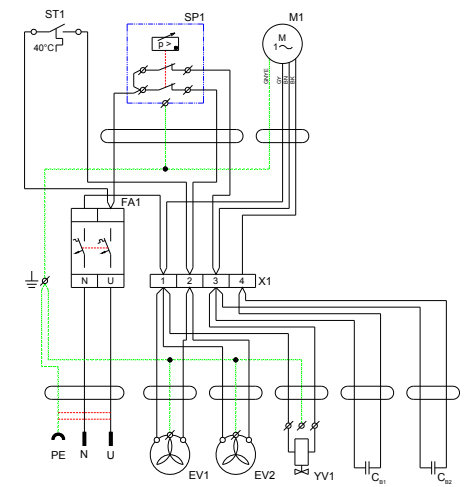 ST1
SP1
M1
40°C
p >
M
1
GNYE
GY
BN
BK
FA1
N
U
1
2
3
4
X1
PE
N
U
EV1
EV2
YV1
CB1
CB2